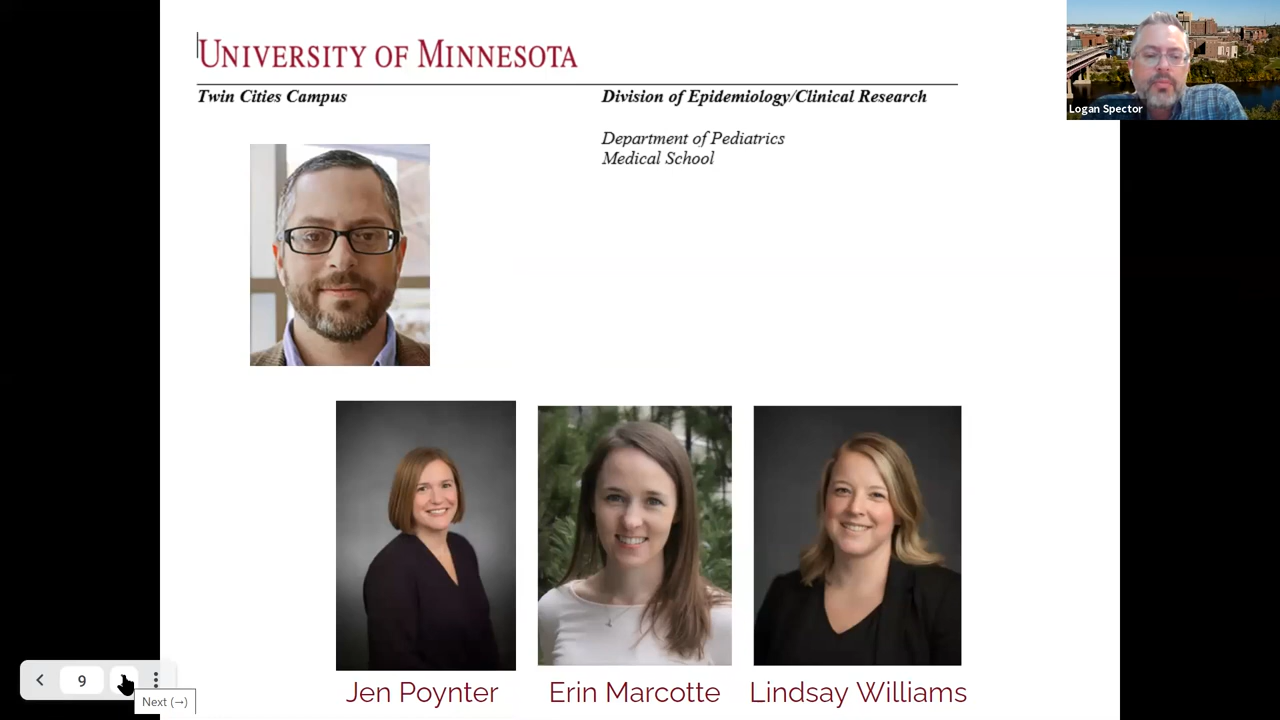 UNIVERSITY OF MINNESOTA
Twin Cities Campus
Division of Epidemiology/Clinical Research
Department of Pediatrics
Medical School
Logan Spector
Jen Poynter
Erin Marcotte
Lindsay Williams
9
Next (→)